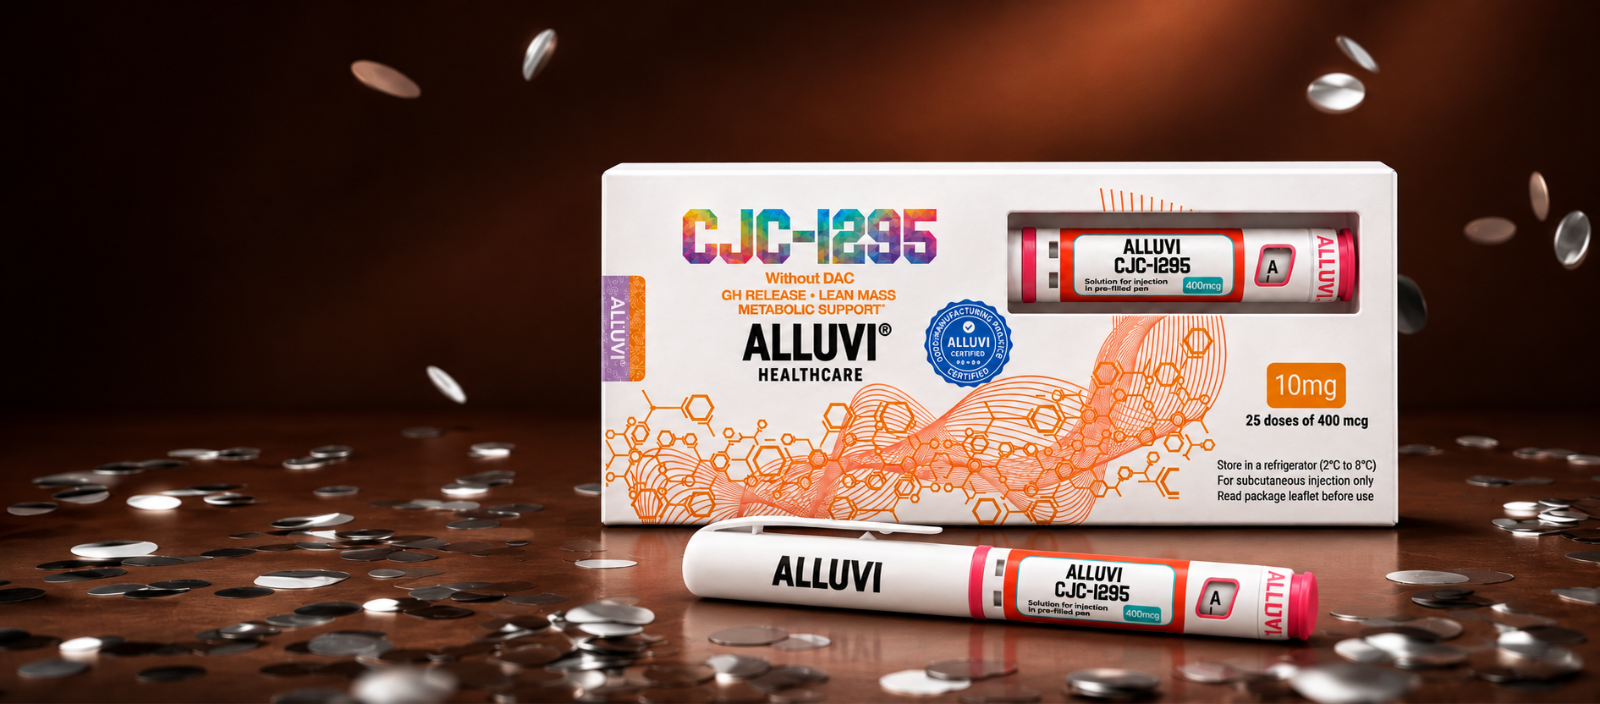 CJC-1295
Without DAC
GH RELEASE • LEAN MASS
METABOLIC SUPPORT*
ALLUVI®
HEALTHCARE
ALLUVI®
GOOD MANUFACTURING PRACTICE
ALLUVI
CERTIFIED
CERTIFIED
ALLUVI
CJC-1295
Solution for injection
in pre-filled pen
400mcg
A
ALLUVI
10mg
25 doses of 400 mcg
Store in a refrigerator (2°C to 8°C)
For subcutaneous injection only
Read package leaflet before use
ALLUVI
ALLUVI
CJC-1295
Solution for injection
in pre-filled pen
400mcg
A
ALLUVI